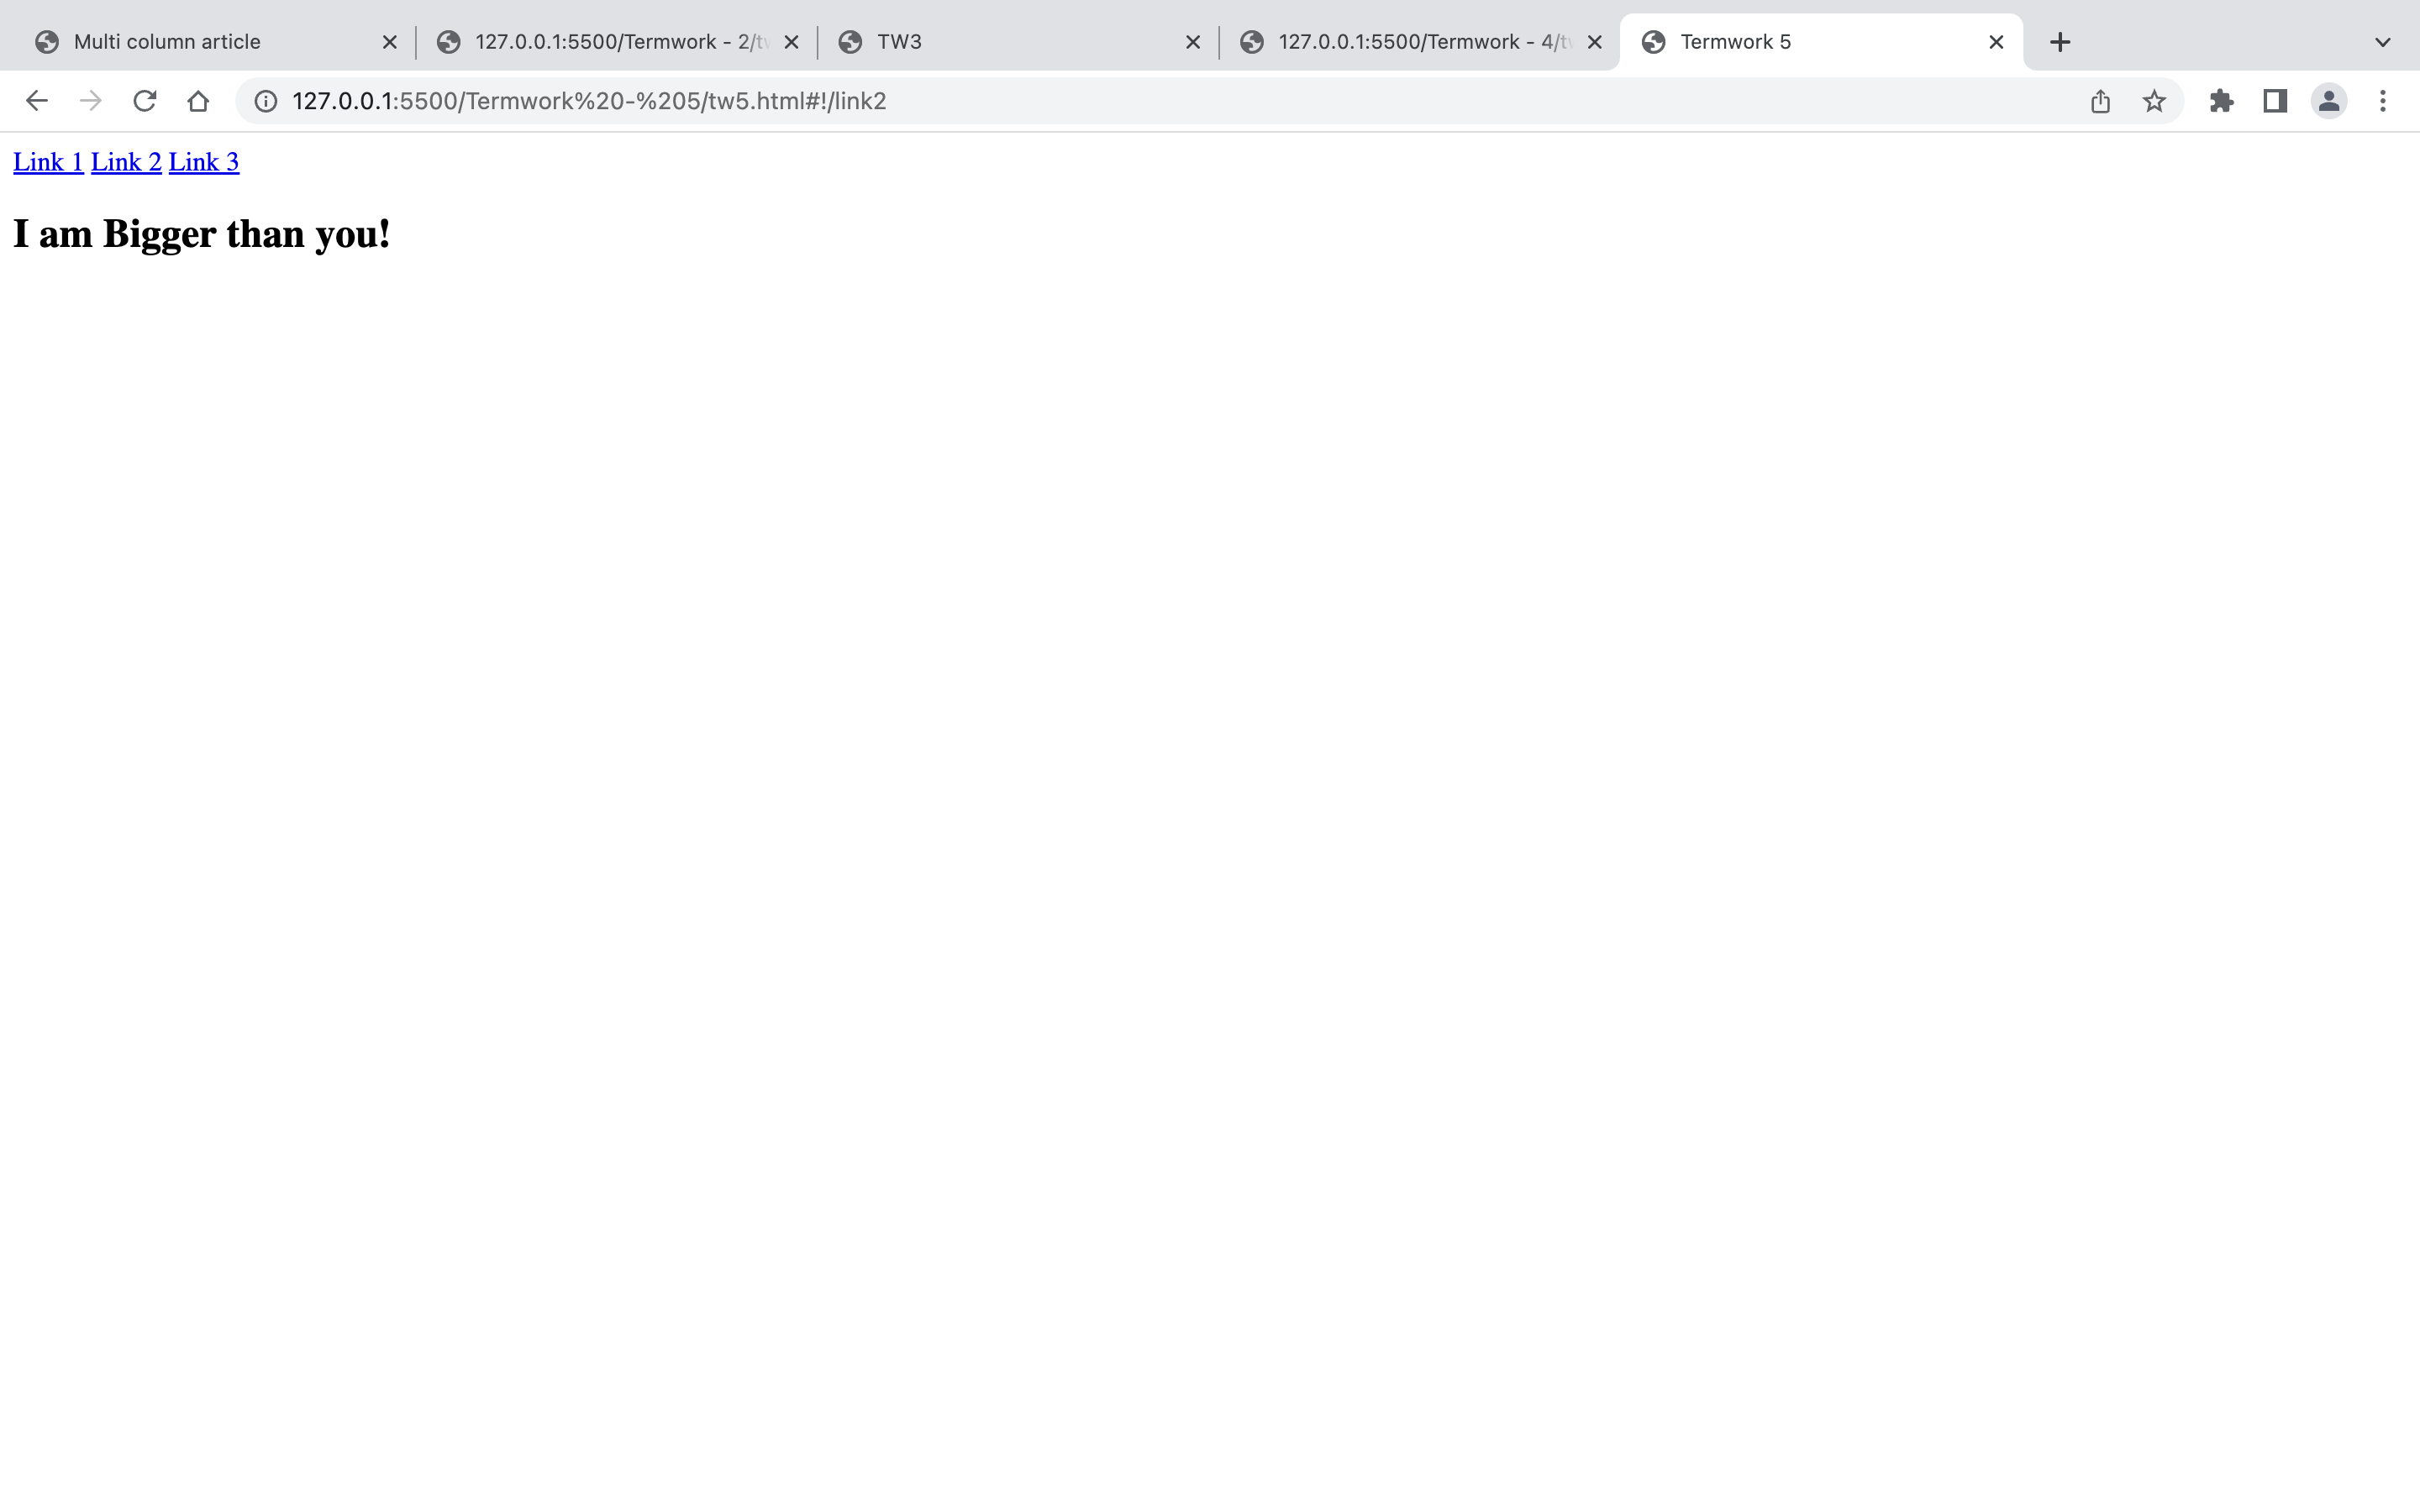 Multi column article
127.0.0.1:5500/Termwork - 2/tw
TW3
127.0.0.1:5500/Termwork - 4/tw
Termwork 5
127.0.0.1:5500/Termwork%20-%205/tw5.html#!/link2
Link 1 Link 2 Link 3
I am Bigger than you!